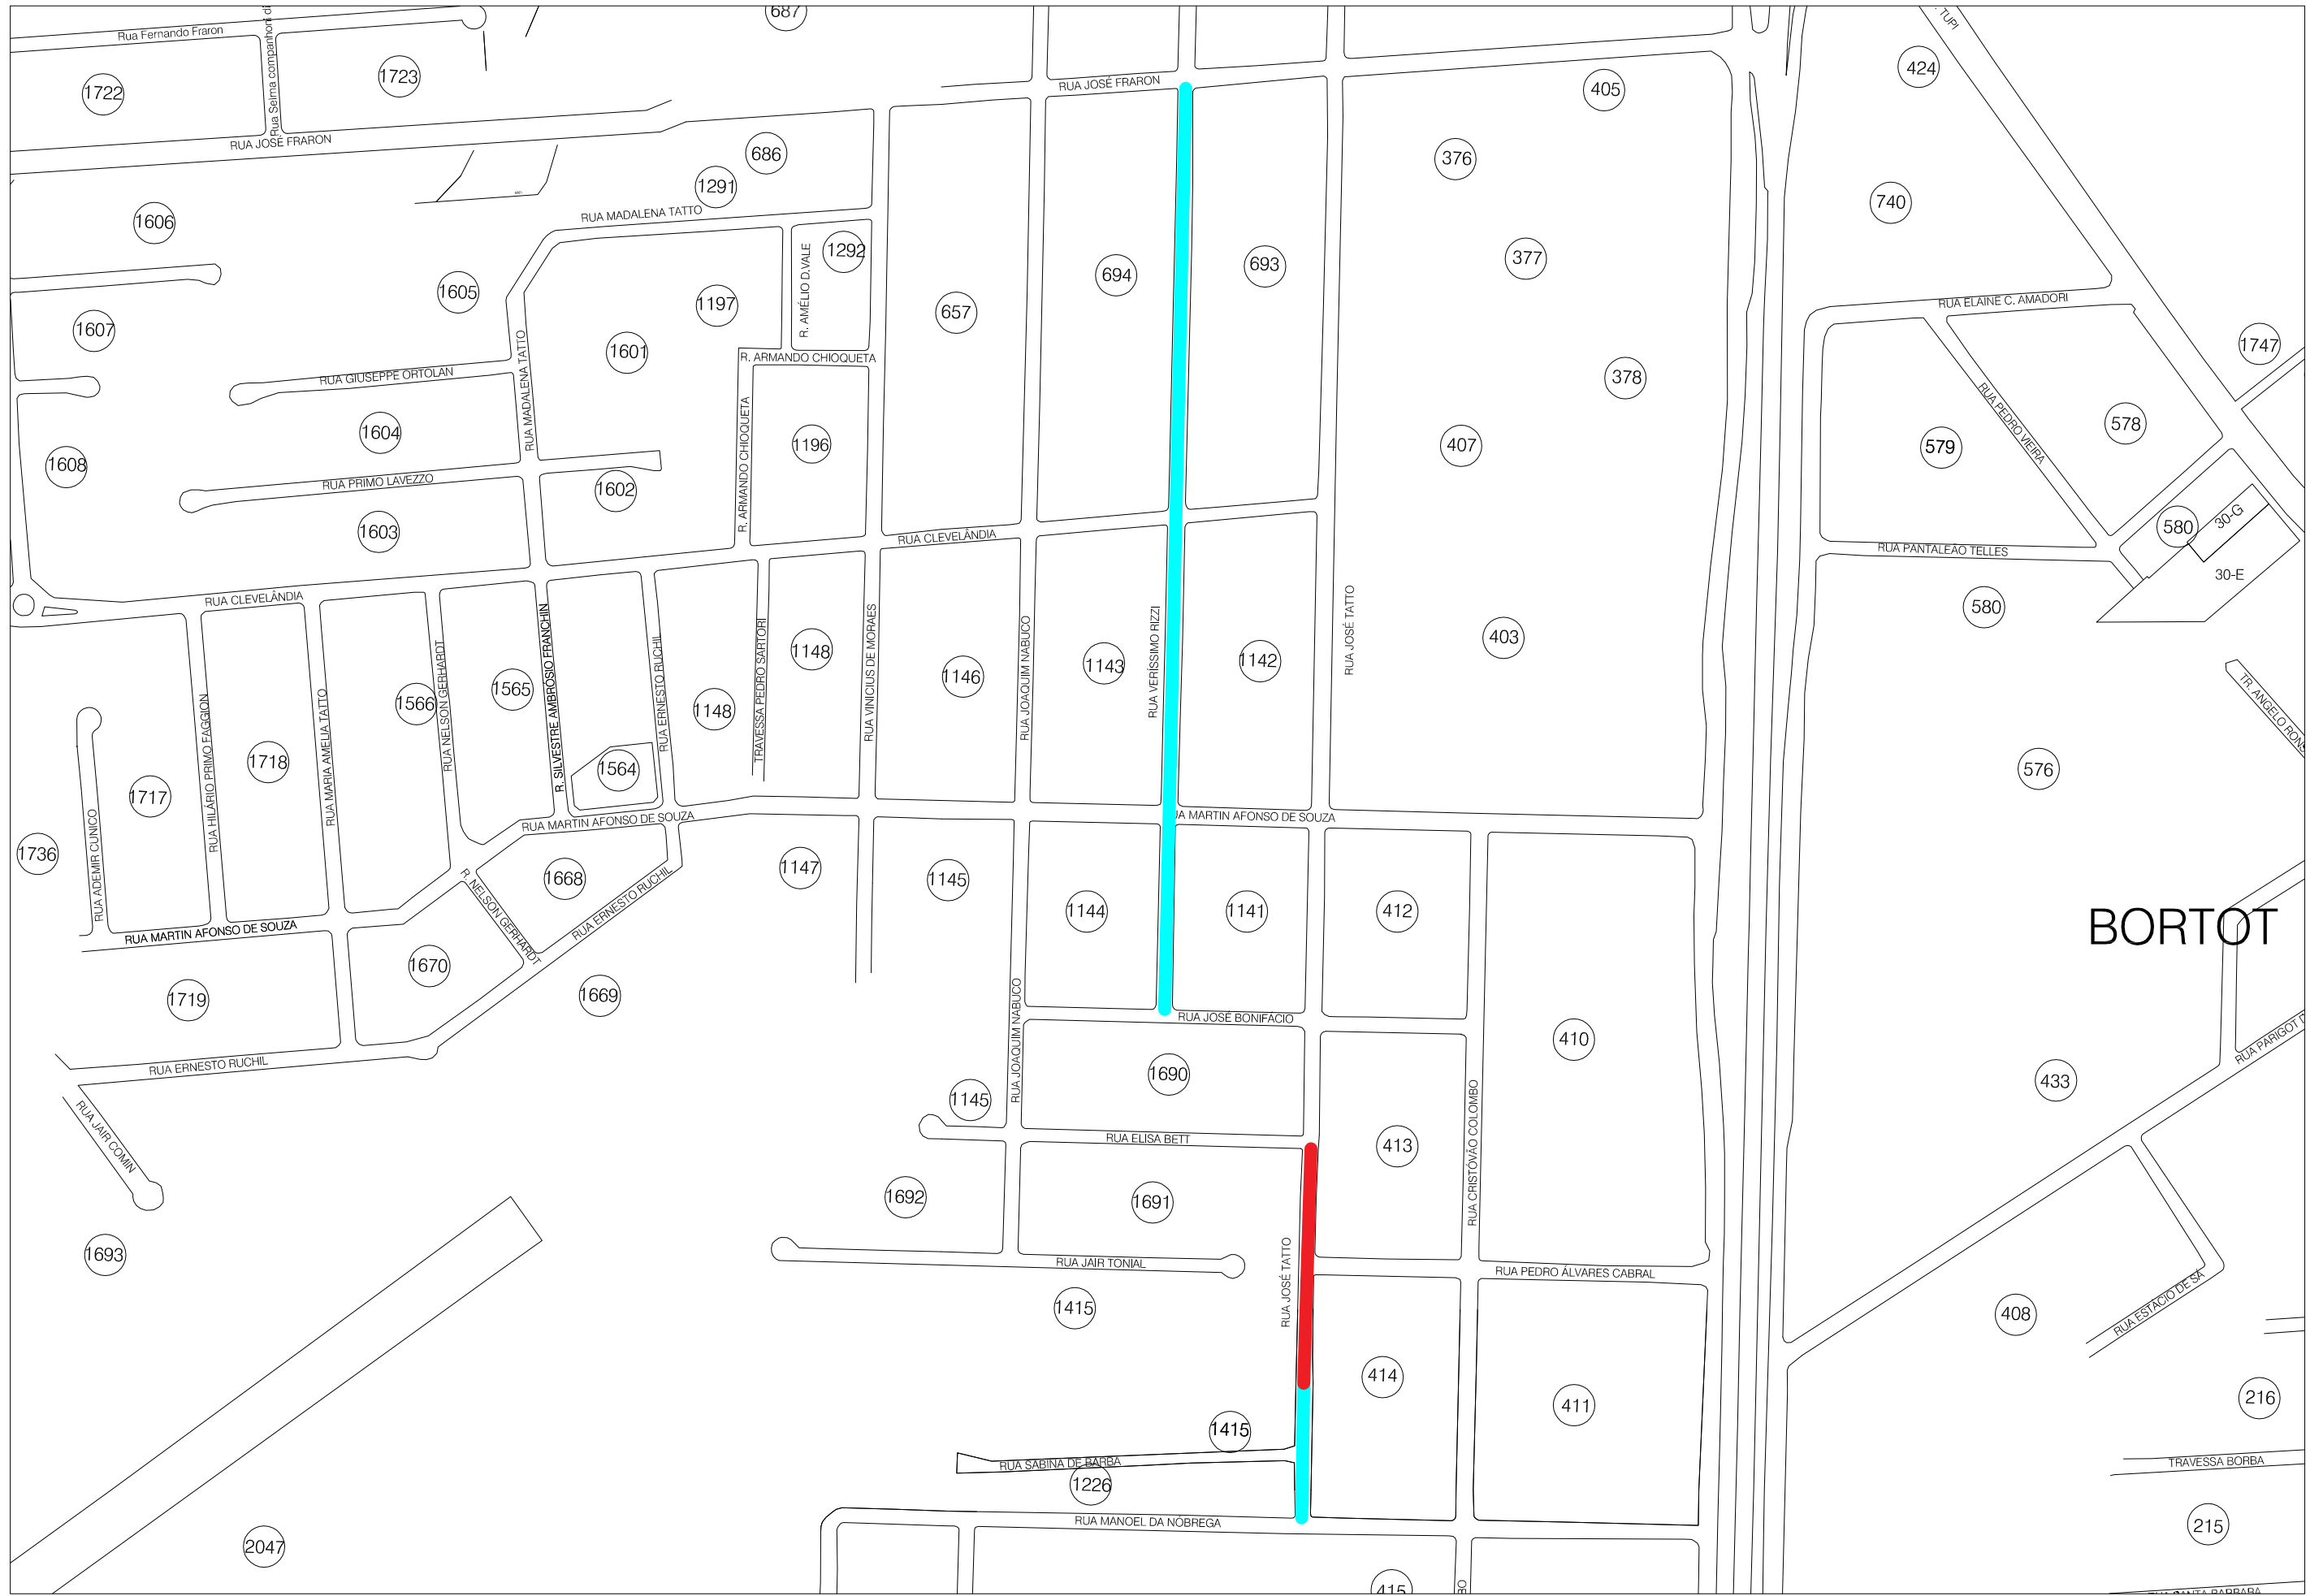 687
TUPI
Rua Fernando Fraron
Rua Selma companhoni di
1722
1723
RUA JOSÉ FRARON
RUA JOSÉ FRARON
405
424
686
376
1291
RUA MADALENA TATTO
740
1606
1292
R. AMÉLIO D.VALE
694
693
377
1605
1197
657
RUA ELAINE C. AMADORI
1607
1601
R. ARMANDO CHIOQUETA
1747
RUA GIUSEPPE ORTOLAN
RUA MADALENA TATTO
378
RUA PEDRO VIEIRA
578
1604
R. ARMANDO CHIOQUETA
1196
407
579
1608
RUA PRIMO LAVEZZO
1602
30-G
580
1603
RUA CLEVELÂNDIA
RUA PANTALEÃO TELLES
30-E
RUA CLEVELÂNDIA
580
RUA JOSÉ TATTO
403
RUA NELSON GERHARDT
R. SILVESTRE AMBRÓSIO FRANCHIN
RUA ERNESTO RUCHIL
TRAVESSA PEDRO SARTORI
1148
RUA VINICIUS DE MORAES
1146
RUA JOAQUIM NABUCO
1143
RUA VERÍSSIMO RIZZI
1142
TR. ANGELO RONS
1566
1565
1148
RUA HILÁRIO PRIMO FAGGION
1718
RUA MARIA AMELIA TATTO
1564
576
1717
RUA ADEMIR CUNICO
RUA MARTIN AFONSO DE SOUZA
UA MARTIN AFONSO DE SOUZA
1736
1668
1147
1145
R. NELSON GERHARDT
RUA ERNESTO RUCHIL
1144
1141
412
BORTOT
RUA MARTIN AFONSO DE SOUZA
1670
1719
1669
RUA JOAQUIM NABUCO
RUA JOSÉ BONIFÁCIO
410
RUA PARIGOT D
RUA ERNESTO RUCHIL
1690
433
RUA JAIR COMIN
1145
RUA ELISA BETT
413
RUA CRISTÓVÃO COLOMBO
1692
1691
1693
RUA JAIR TONIAL
RUA JOSÉ TATTO
RUA PEDRO ÁLVARES CABRAL
1415
RUA ESTÁCIO DE SÁ
408
414
411
216
1415
RUA SABINA DE BARBA
TRAVESSA BORBA
1226
RUA MANOEL DA NÓBREGA
215
2047
415
BO
RUA SANTA BARBARA